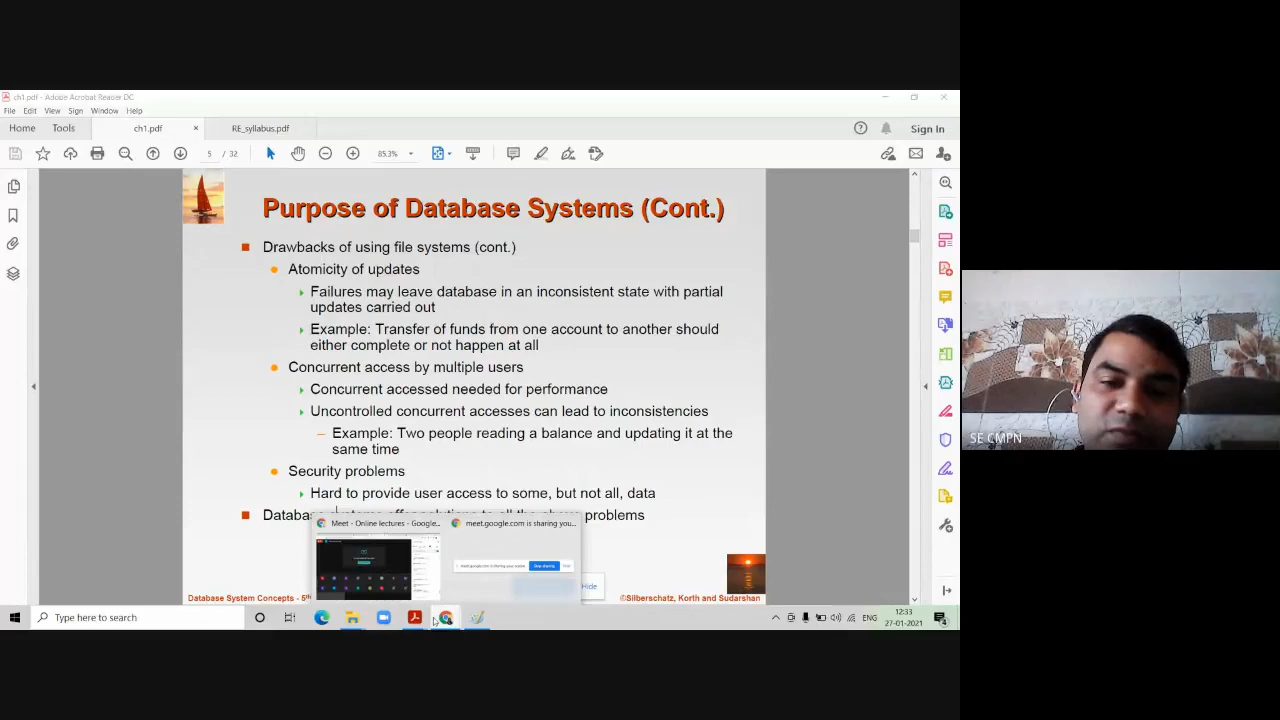 ch1.pdf - Adobe Acrobat Reader DC
File Edit View Sign Window Help
Home Tools ch1.pdf × RE_syllabus.pdf Sign In
5 / 32 85.3%
Purpose of Database Systems (Cont.)
Drawbacks of using file systems (cont.)
Atomicity of updates
Failures may leave database in an inconsistent state with partial
updates carried out
Example: Transfer of funds from one account to another should
either complete or not happen at all
Concurrent access by multiple users
Concurrent accessed needed for performance
Uncontrolled concurrent accesses can lead to inconsistencies
– Example: Two people reading a balance and updating it at the
same time
Security problems
Hard to provide user access to some, but not all, data
problems
Meet - Online lectures - Google... meet.google.com is sharing you...
Stop sharing
Hide
Database System Concepts - 5th
©Silberschatz, Korth and Sudarshan
Type here to search
ENG
12:33
27-01-2021
SE CMPN